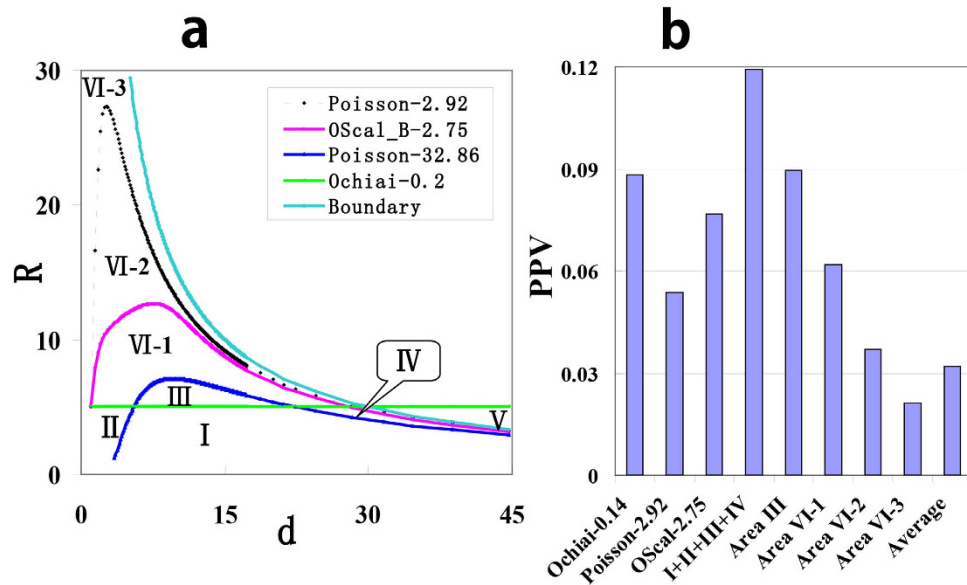 a
30
20
10
0
R
0
15
30
45
d
Poisson-2.92
OScal_B-2.75
Poisson-32.86
Ochiai-0.2
Boundary
Ⅵ-3
Ⅵ-2
Ⅵ-1
Ⅳ
Ⅲ
Ⅱ
Ⅰ
Ⅴ
b
0.12
0.09
0.06
0.03
0
PPV
Ochiai-0.14
Poisson-2.92
OScal-2.75
I+II+III+IV
Area III
Area VI-1
Area VI-2
Area VI-3
Average